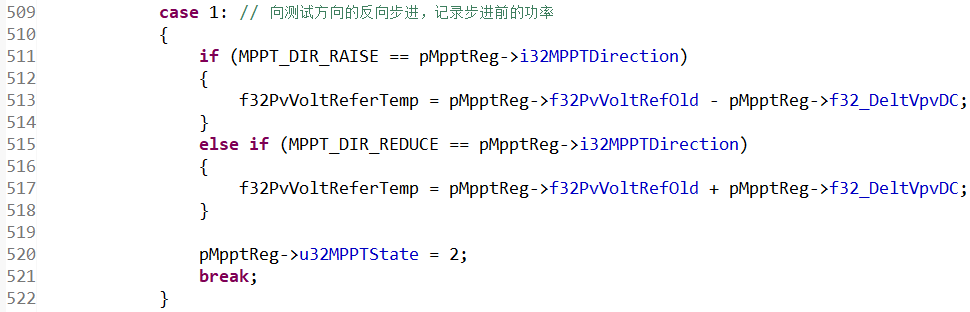 509 case 1: // 向测试方向的反向步进，记录步进前的功率
510 {
511 if (MPPT_DIR_RAISE == pMpptReg->i32MPPTDirection)
512 {
513 f32PvVoltReferTemp = pMpptReg->f32PvVoltRefOld - pMpptReg->f32_DeltVpvDC;
514 }
515 else if (MPPT_DIR_REDUCE == pMpptReg->i32MPPTDirection)
516 {
517 f32PvVoltReferTemp = pMpptReg->f32PvVoltRefOld + pMpptReg->f32_DeltVpvDC;
518 }
519
520 pMpptReg->u32MPPTState = 2;
521 break;
522 }